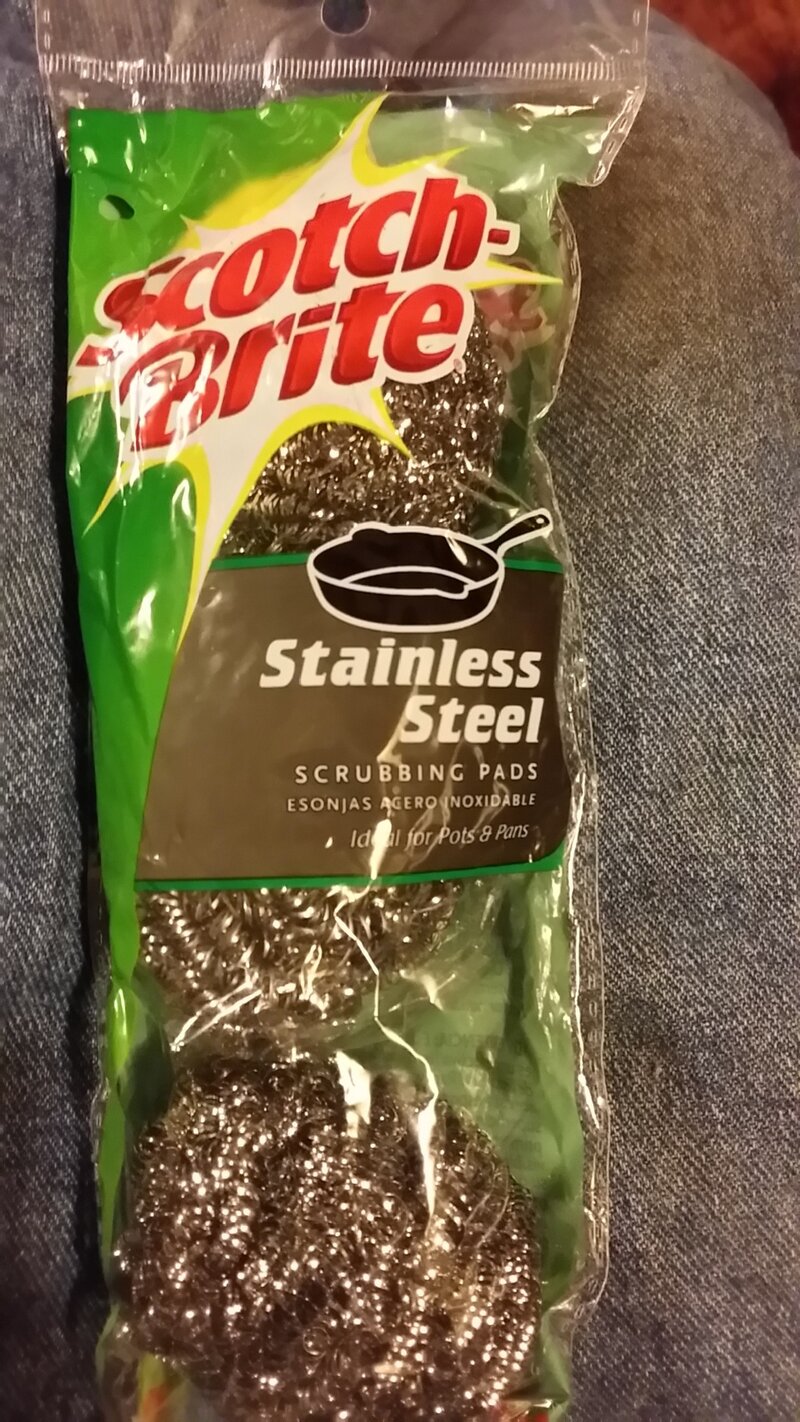 Scotch-
Brite
Stainless
Steel
SCRUBBING PADS
ESONJAS ACERO INOXIDABLE
Ideal for Pots & Pans